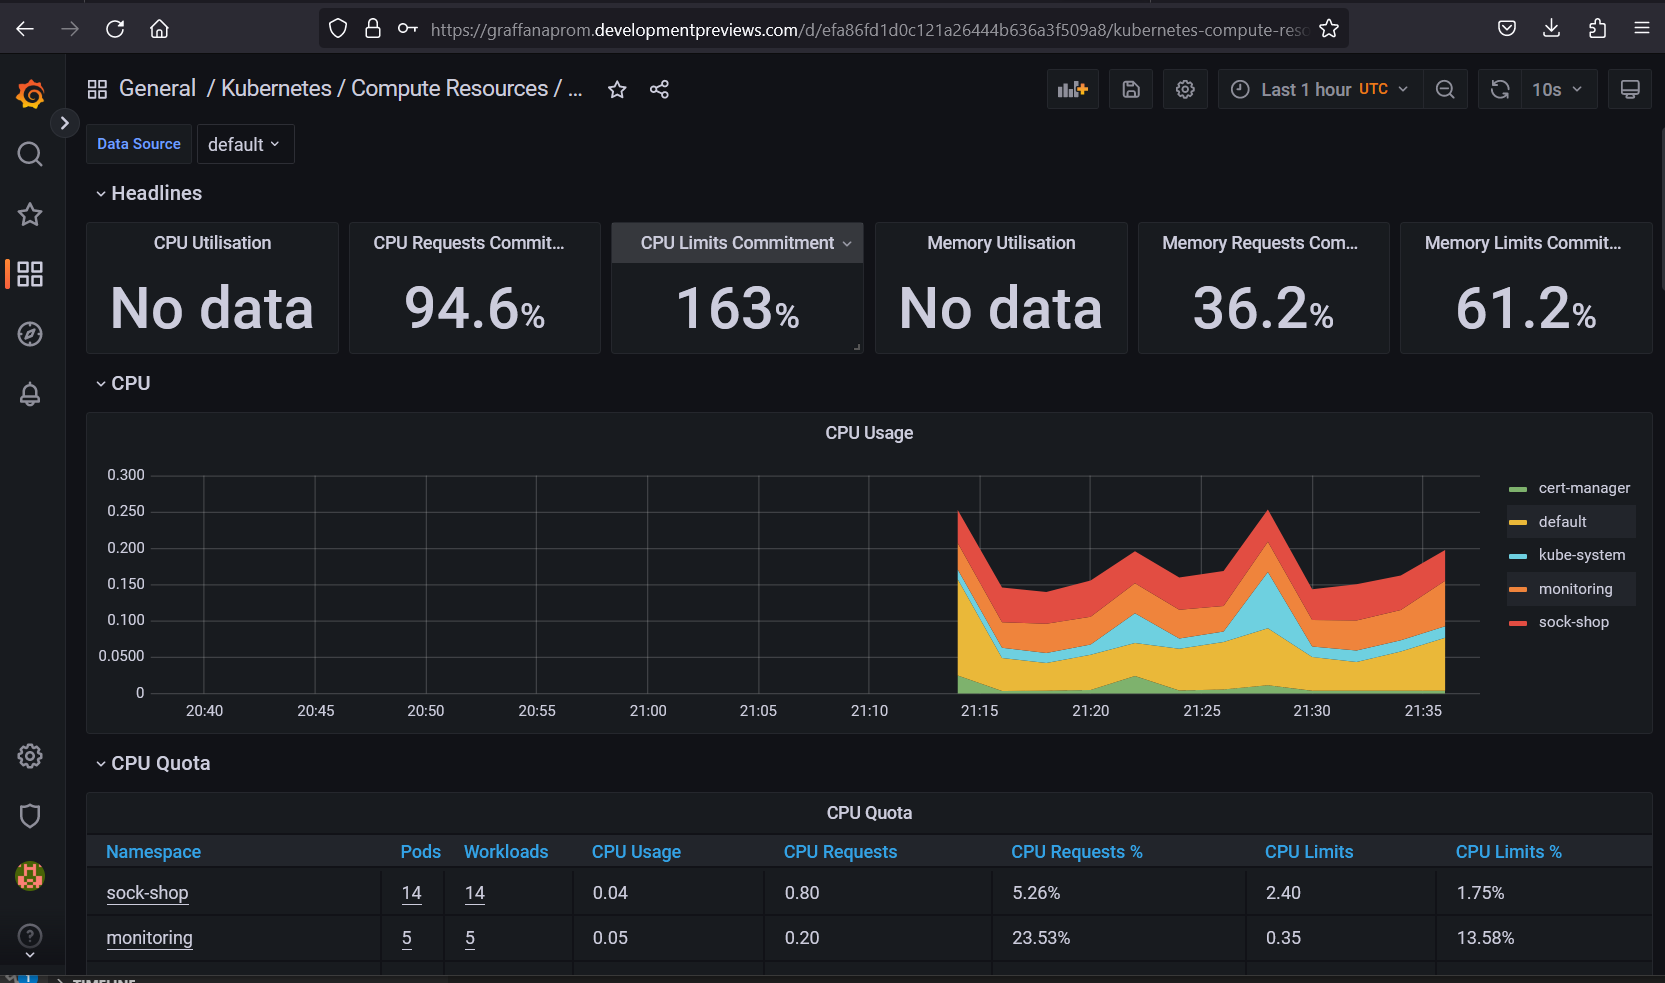 https://graffanaprom.developmentpreviews.com/d/efa86fd1d0c121a26444b636a3f509a8/kubernetes-compute-reso
General / Kubernetes / Compute Resources / ...
Last 1 hour UTC
10s
Data Source default
Headlines
CPU Utilisation
No data
CPU Requests Commit...
94.6%
CPU Limits Commitment
163%
Memory Utilisation
No data
Memory Requests Com...
36.2%
Memory Limits Commit...
61.2%
CPU
CPU Usage
0.300
0.250
0.200
0.150
0.100
0.0500
0
20:40 20:45 20:50 20:55 21:00 21:05 21:10 21:15 21:20 21:25 21:30 21:35
cert-manager
default
kube-system
monitoring
sock-shop
CPU Quota
CPU Quota
Namespace Pods Workloads CPU Usage CPU Requests CPU Requests % CPU Limits CPU Limits %
sock-shop 14 14 0.04 0.80 5.26% 2.40 1.75%
monitoring 5 5 0.05 0.20 23.53% 0.35 13.58%
TIMELINE